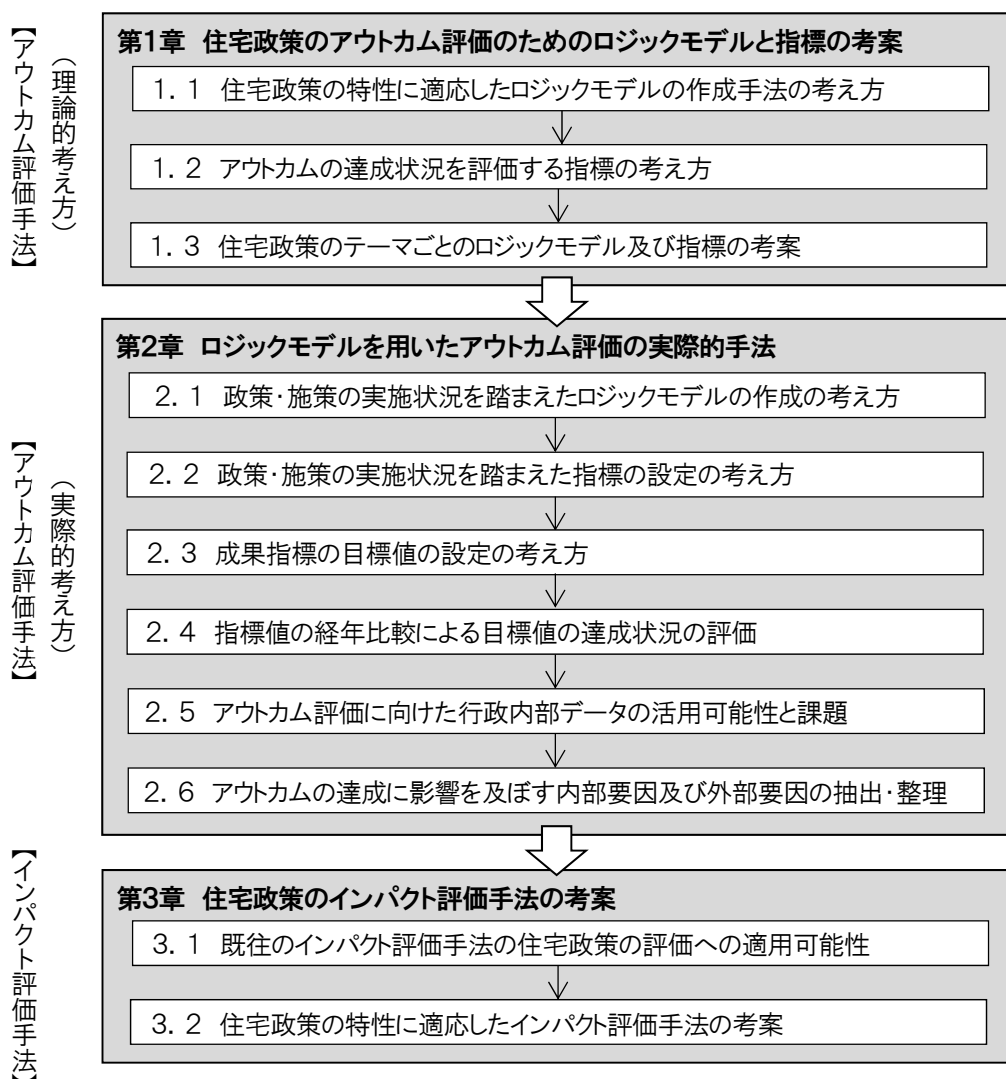 【アウトカム評価手法】
（理論的考え方）
第1章 住宅政策のアウトカム評価のためのロジックモデルと指標の考案
1．1 住宅政策の特性に適応したロジックモデルの作成手法の考え方
1．2 アウトカムの達成状況を評価する指標の考え方
1．3 住宅政策のテーマごとのロジックモデル及び指標の考案
【アウトカム評価手法】
（実際的考え方）
第2章 ロジックモデルを用いたアウトカム評価の実際的手法
2．1 政策・施策の実施状況を踏まえたロジックモデルの作成の考え方
2．2 政策・施策の実施状況を踏まえた指標の設定の考え方
2．3 成果指標の目標値の設定の考え方
2．4 指標値の経年比較による目標値の達成状況の評価
2．5 アウトカム評価に向けた行政内部データの活用可能性と課題
2．6 アウトカムの達成に影響を及ぼす内部要因及び外部要因の抽出・整理
【インパクト評価手法】
第3章 住宅政策のインパクト評価手法の考案
3．1 既往のインパクト評価手法の住宅政策の評価への適用可能性
3．2 住宅政策の特性に適応したインパクト評価手法の考案